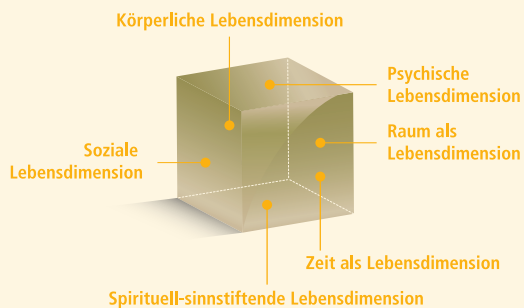 Körperliche Lebensdimension
Psychische
Lebensdimension
Raum als
Lebensdimension
Soziale
Lebensdimension
Zeit als Lebensdimension
Spirituell-sinnstiftende Lebensdimension